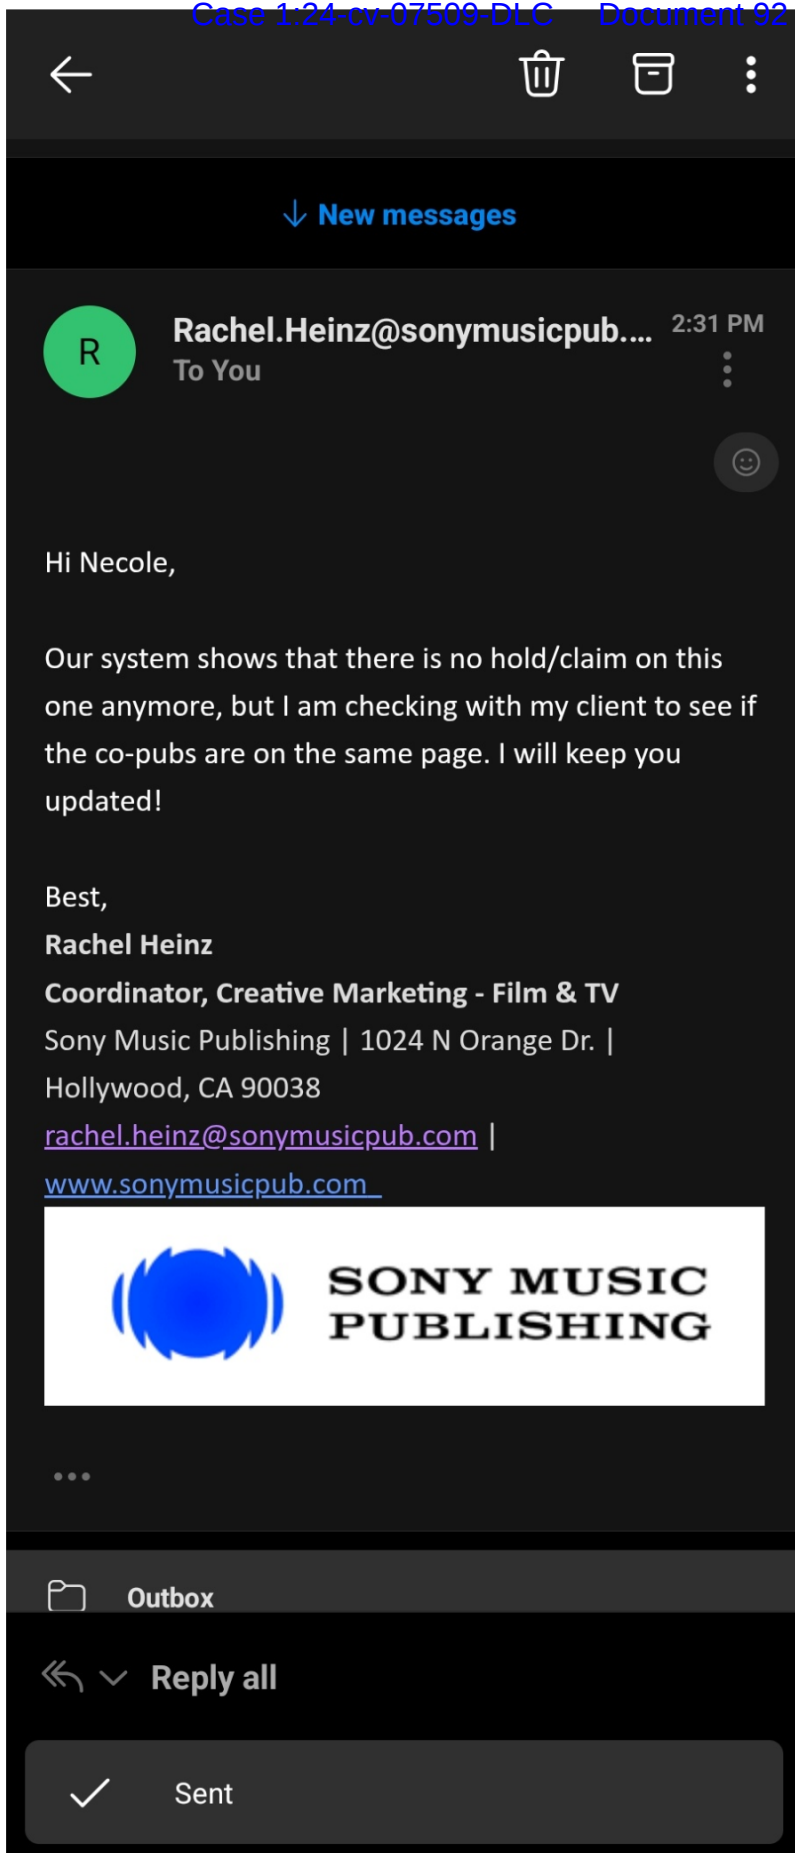 Case 1:24-cv-07509-DLC Document 92
New messages
R
Rachel.Heinz@sonymusicpub.... 2:31 PM
To You
Hi Necole,
Our system shows that there is no hold/claim on this
one anymore, but I am checking with my client to see if
the co-pubs are on the same page. I will keep you
updated!
Best,
Rachel Heinz
Coordinator, Creative Marketing - Film & TV
Sony Music Publishing | 1024 N Orange Dr. |
Hollywood, CA 90038
rachel.heinz@sonymusicpub.com |
www.sonymusicpub.com
SONY MUSIC
PUBLISHING
Outbox
Reply all
Sent